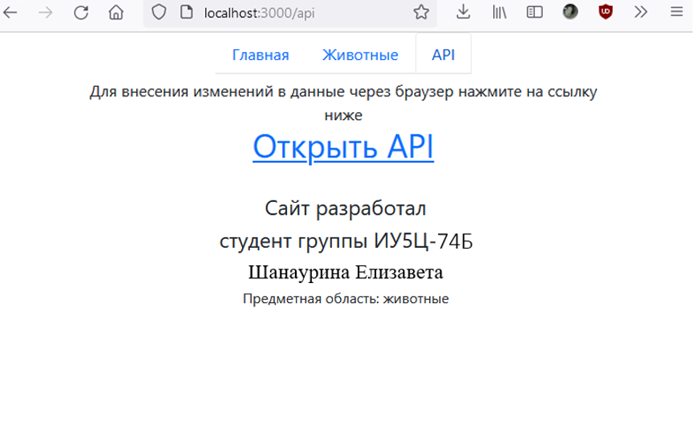 localhost:3000/api
Главная Животные API
Для внесения изменений в данные через браузер нажмите на ссылку
ниже
Открыть API
Сайт разработал
студент группы ИУ5Ц-74Б
Шанаурина Елизавета
Предметная область: животные